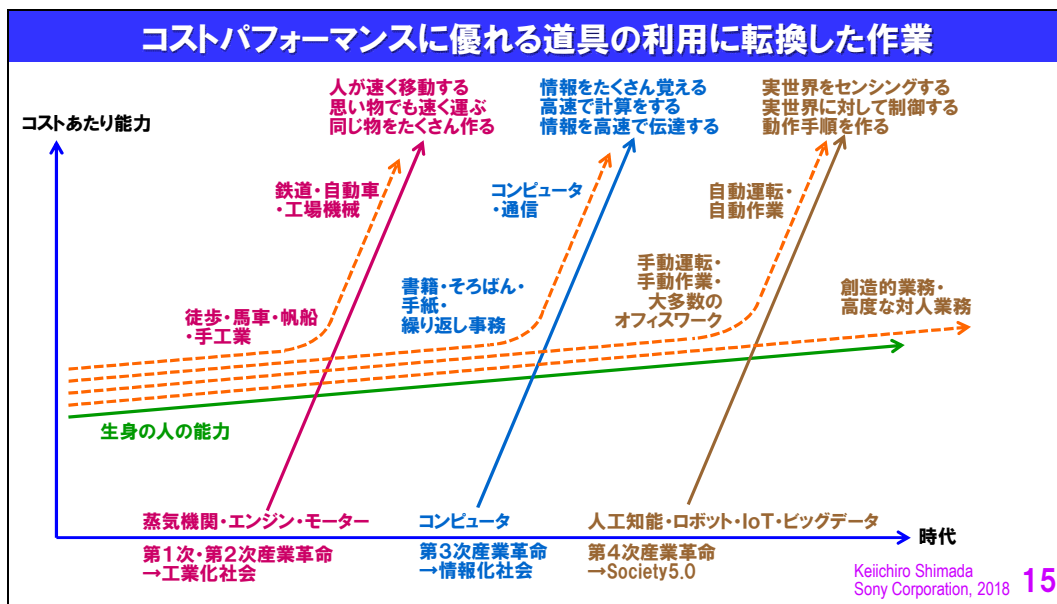 コストパフォーマンスに優れる道具の利用に転換した作業
コストあたり能力
人が速く移動する
思い物でも速く運ぶ
同じ物をたくさん作る
情報をたくさん覚える
高速で計算をする
情報を高速で伝達する
実世界をセンシングする
実世界に対して制御する
動作手順を作る
鉄道・自動車
・工場機械
コンピュータ
・通信
自動運転・
自動作業
徒歩・馬車・帆船
・手工業
書籍・そろばん・
手紙・
繰り返し事務
手動運転・
手動作業・
大多数の
オフィスワーク
創造的業務・
高度な対人業務
生身の人の能力
蒸気機関・エンジン・モーター
コンピュータ
人工知能・ロボット・IoT・ビッグデータ
時代
第1次・第2次産業革命
→工業化社会
第3次産業革命
→情報化社会
第4次産業革命
→Society5.0
Keiichiro Shimada
Sony Corporation, 2018
15